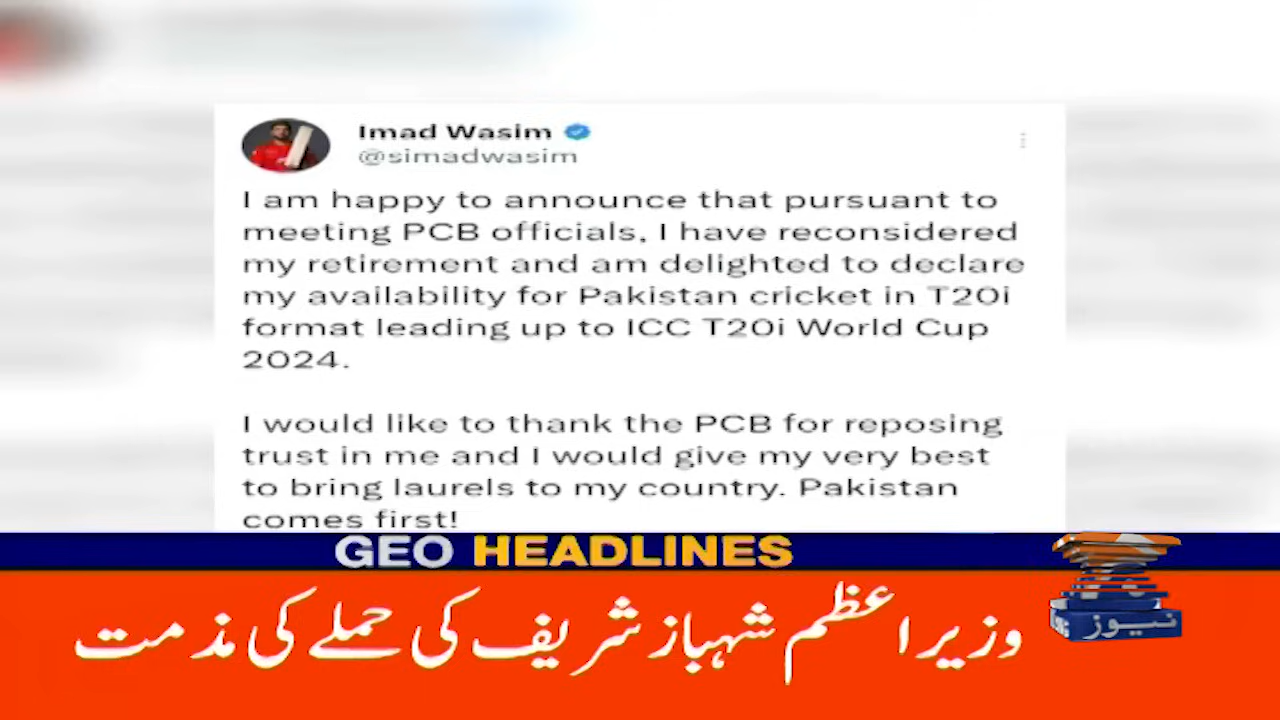 Imad Wasim
@simadwasim
I am happy to announce that pursuant to
meeting PCB officials, I have reconsidered
my retirement and am delighted to declare
my availability for Pakistan cricket in T20i
format leading up to ICC T20i World Cup
2024.
I would like to thank the PCB for reposing
trust in me and I would give my very best
to bring laurels to my country. Pakistan
comes first!
GEO HEADLINES
نیوز
وزیراعظم شہباز شریف کی حملے کی مذمت